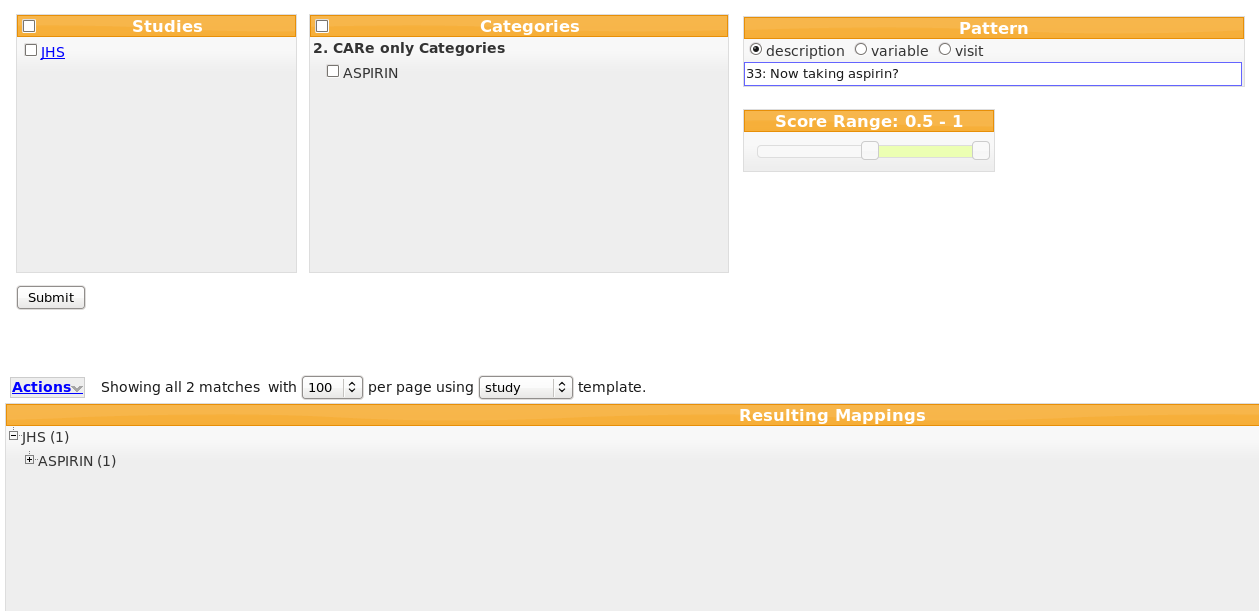 Studies
JHS
Categories
2. CARe only Categories
ASPIRIN
Pattern
description variable visit
33: Now taking aspirin?
Score Range: 0.5 - 1
Submit
Actions Showing all 2 matches with 100 per page using study template.
Resulting Mappings
JHS (1)
ASPIRIN (1)